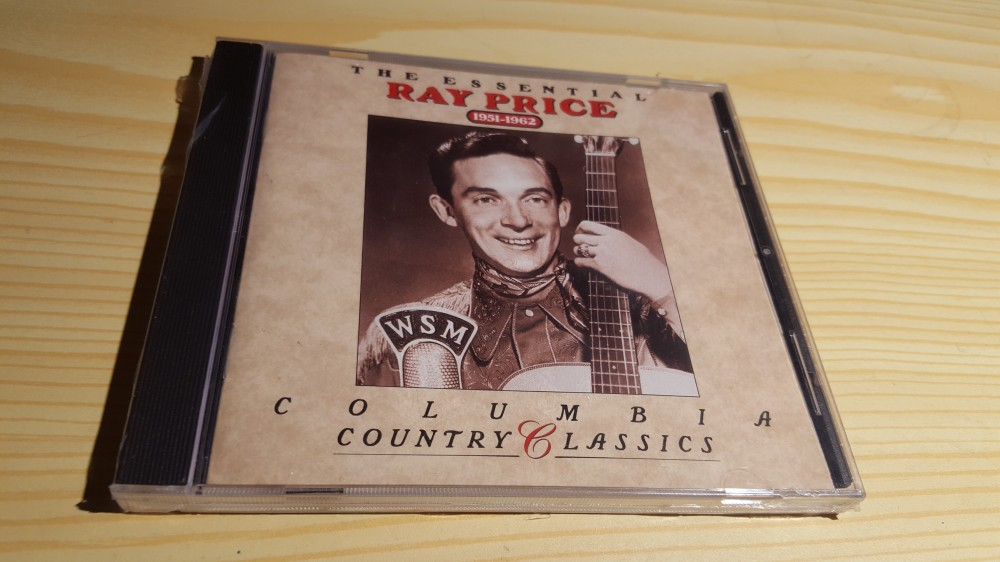 THE ESSENTIAL
RAY PRICE
1951-1962
WSM
COLUMBIA
COUNTRY CLASSICS